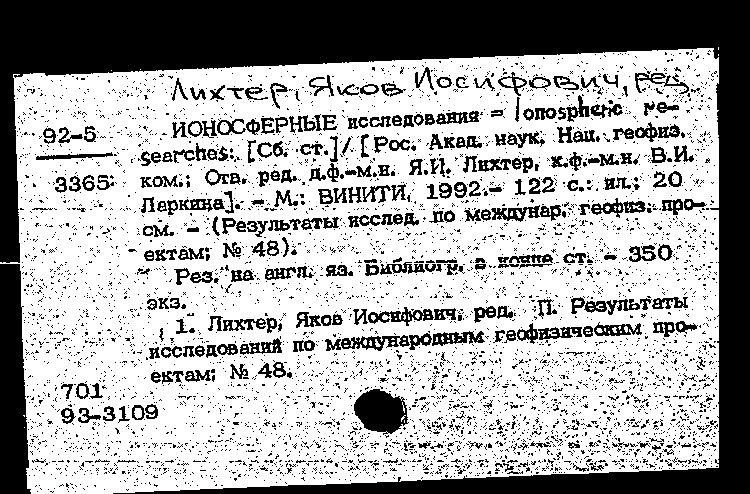 Лихтер, Яков Иосифович, ред.
92-5
3365
ИОНОСФЕРНЫЕ исследования = Ionospheric re-
searches: [Сб. ст.] / [Рос. Акад. наук, Нац. геофиз.
ком.; Отв. ред. д.ф.-м.н. Я.И. Лихтер, к.ф.-м.н. В.И.
Ларкина]. - М.: ВИНИТИ, 1992.- 122 с.: ил.; 20
см. - (Результаты исслед. по междунар. геофиз. про-
ектам; № 48).
Рез. на англ. яз. Библиогр. в конце ст. - 350
экз.
1. Лихтер, Яков Иосифович, ред. П. Результаты
исследований по международным геофизическим про-
ектам; № 48.
701
93-3109